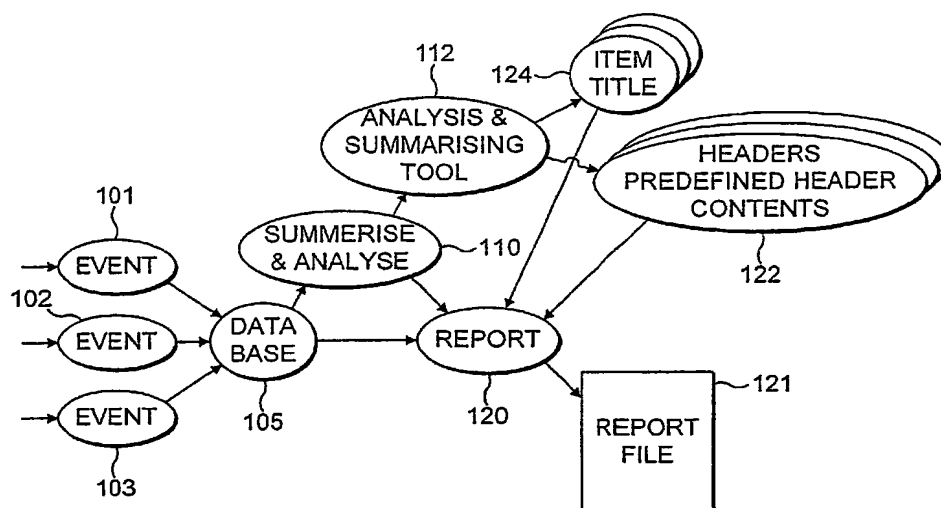 112
124
ITEM
TITLE
ANALYSIS &
SUMMARISING
TOOL
HEADERS
PREDEFINED HEADER
CONTENTS
122
101
EVENT
SUMMERISE
& ANALYSE
110
102
EVENT
DATA
BASE
105
REPORT
120
EVENT
103
121
REPORT
FILE